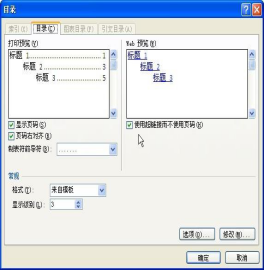 目录
索引(X) 目录(C) 图表目录(F) 引文目录(A)
打印预览(V)
标题 1....................1
标题 2....................3
标题 3....................5
Web 预览(W)
标题 1
标题 2
标题 3
显示页码(S)
页码右对齐(R)
制表符前导符(B): .......
使用超链接而不使用页码(H)
常规
格式(T): 来自模板
显示级别(L): 3
选项(O)... 修改(M)...
确定 取消